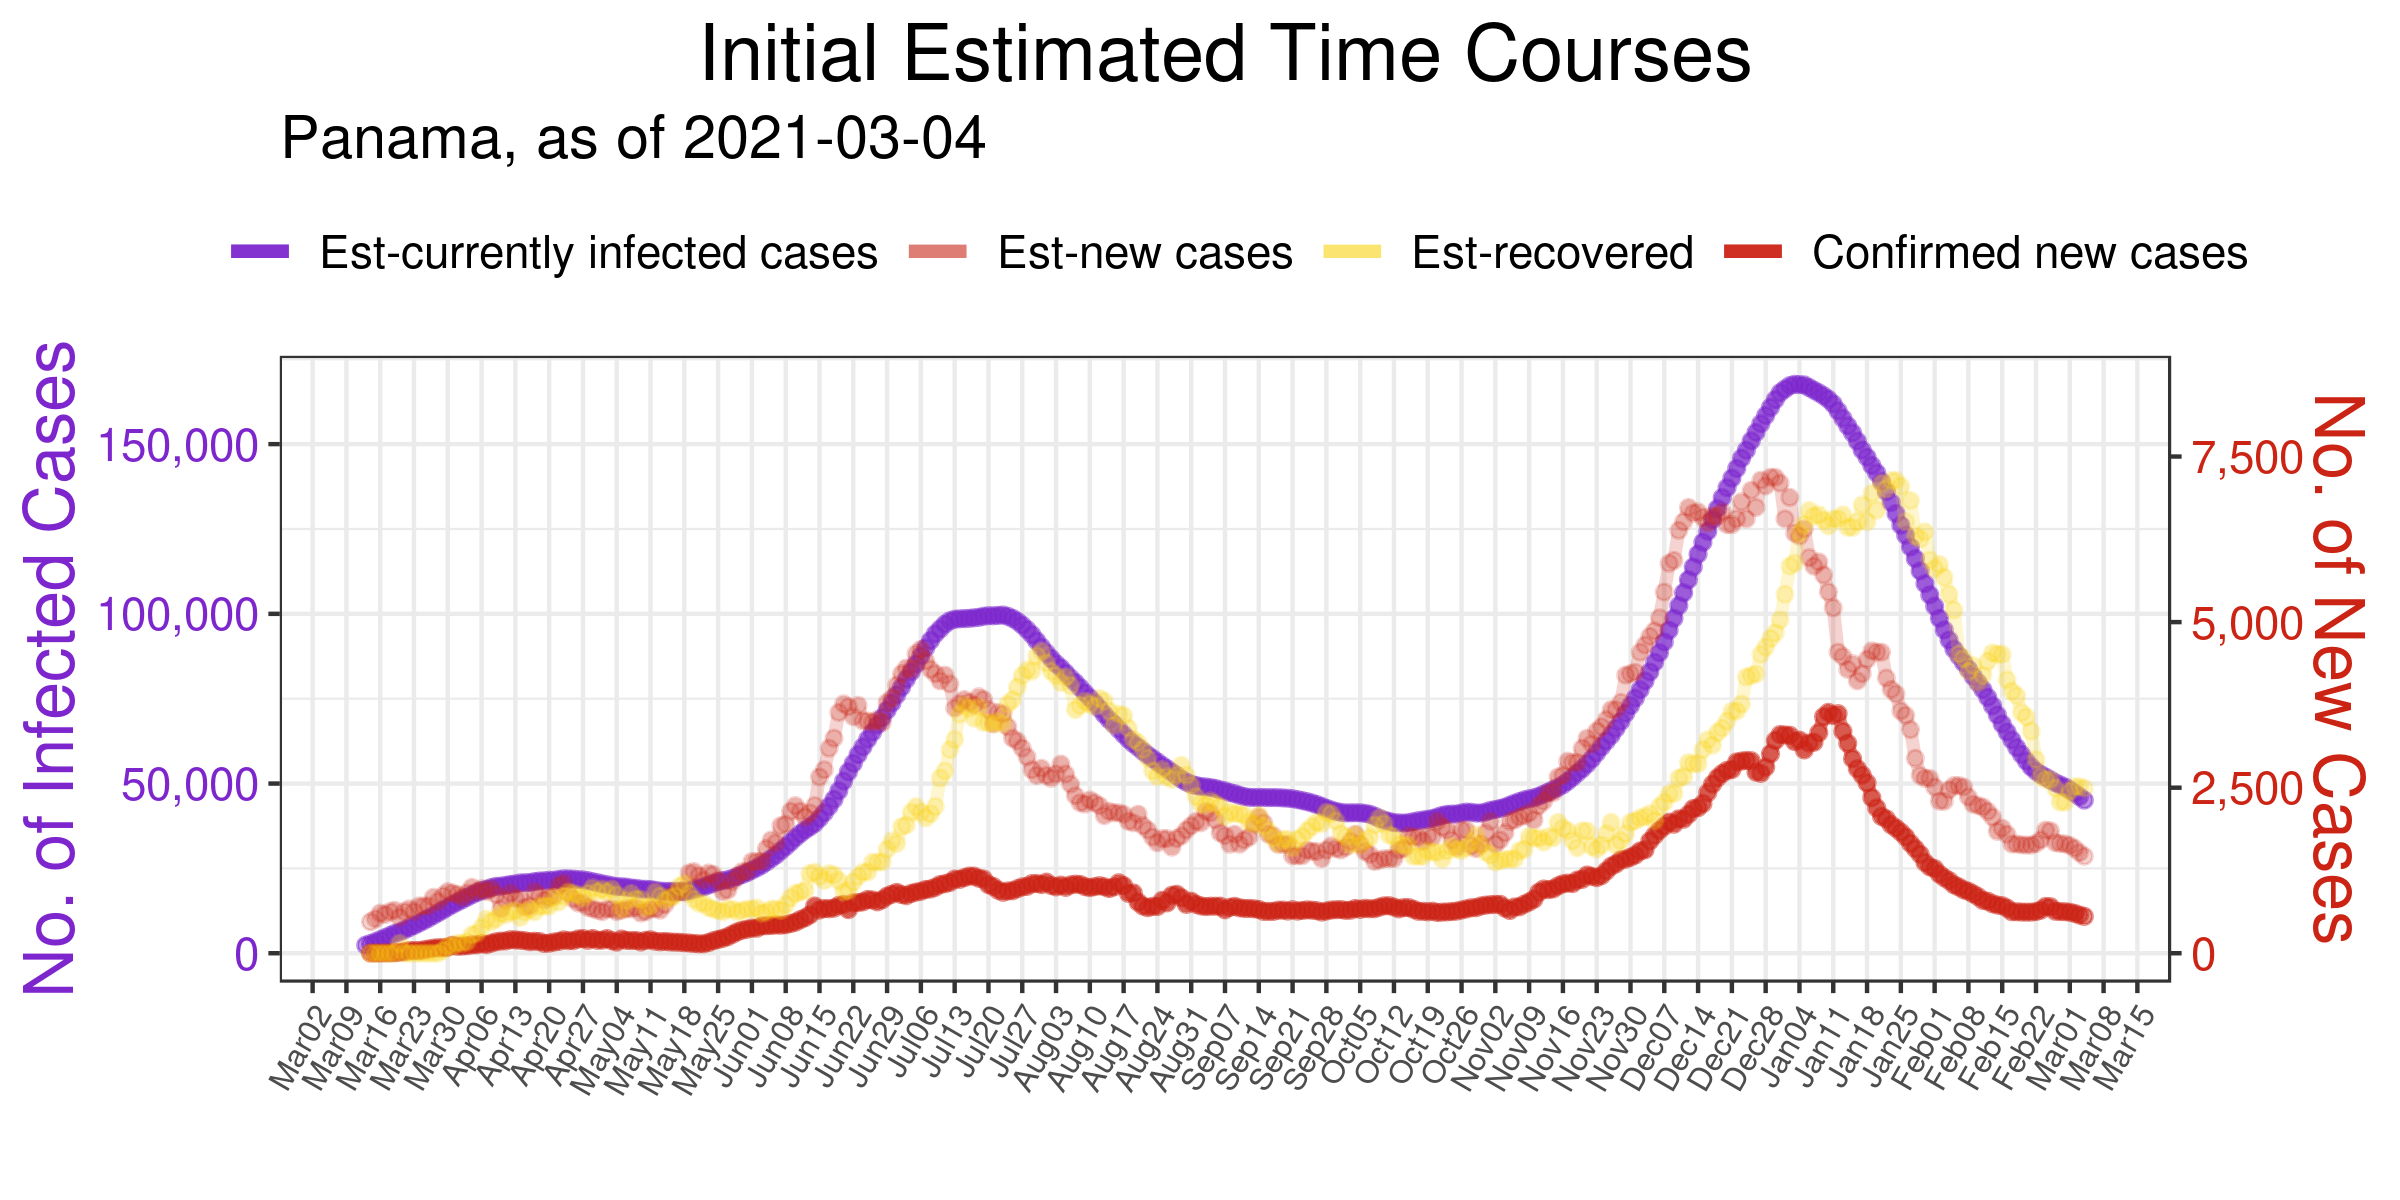 Initial Estimated Time Courses
Panama, as of 2021-03-04
Est-currently infected cases Est-new cases Est-recovered Confirmed new cases
No. of Infected Cases
150,000
100,000
50,000
0
7,500
5,000
2,500
0
No. of New Cases
Mar02 Mar09 Mar16 Mar23 Mar30 Apr06 Apr13 Apr20 Apr27 May04 May11 May18 May25 Jun01 Jun08 Jun15 Jun22 Jun29 Jul06 Jul13 Jul20 Jul27 Aug03 Aug10 Aug17 Aug24 Aug31 Sep07 Sep14 Sep21 Sep28 Oct05 Oct12 Oct19 Oct26 Nov02 Nov09 Nov16 Nov23 Nov30 Dec07 Dec14 Dec21 Dec28 Jan04 Jan11 Jan18 Jan25 Feb01 Feb08 Feb15 Feb22 Mar01 Mar08 Mar15